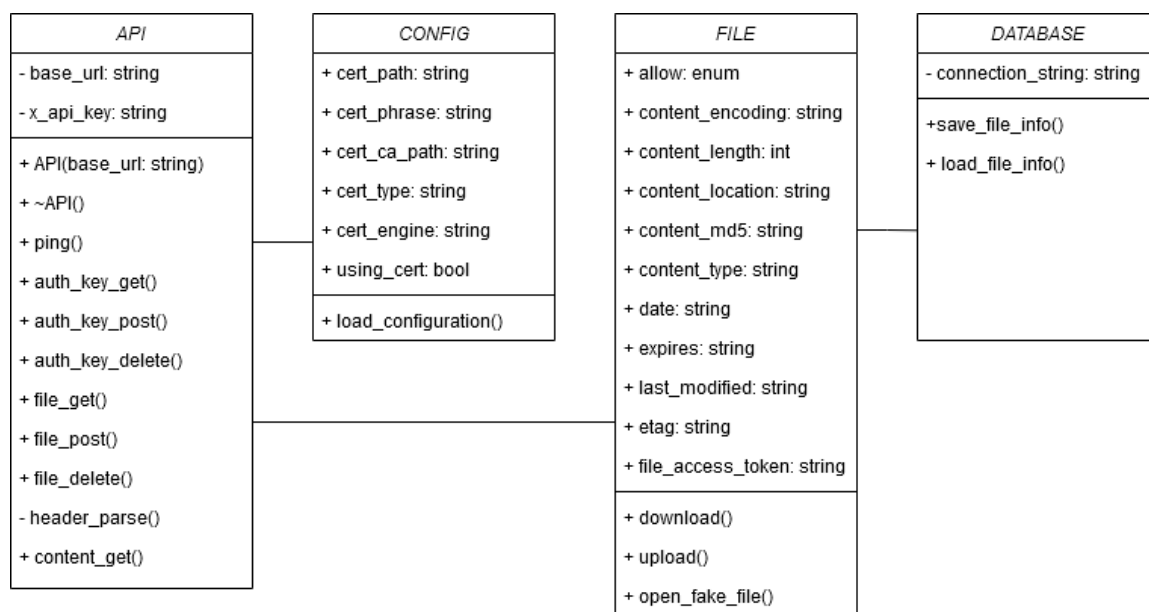 API
- base_url: string
- x_api_key: string
+ API(base_url: string)
+ ~API()
+ ping()
+ auth_key_get()
+ auth_key_post()
+ auth_key_delete()
+ file_get()
+ file_post()
+ file_delete()
- header_parse()
+ content_get()
CONFIG
+ cert_path: string
+ cert_phrase: string
+ cert_ca_path: string
+ cert_type: string
+ cert_engine: string
+ using_cert: bool
+ load_configuration()
FILE
+ allow: enum
+ content_encoding: string
+ content_length: int
+ content_location: string
+ content_md5: string
+ content_type: string
+ date: string
+ expires: string
+ last_modified: string
+ etag: string
+ file_access_token: string
+ download()
+ upload()
+ open_fake_file()
DATABASE
- connection_string: string
+save_file_info()
+ load_file_info()